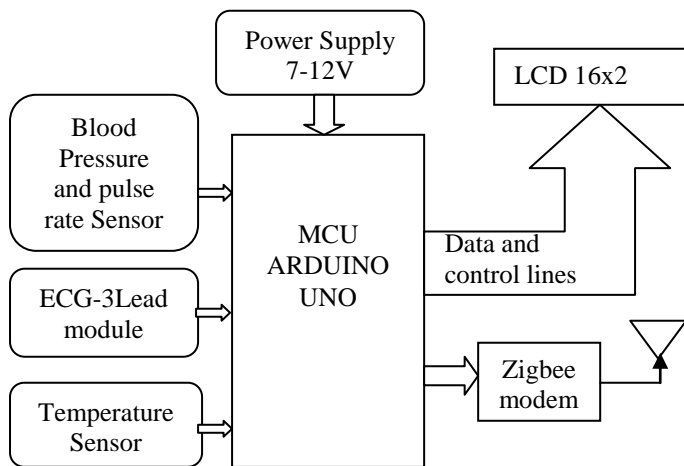 Power Supply
7-12V
LCD 16x2
Blood
Pressure
and pulse
rate Sensor
MCU
ARDUINO
UNO
Data and
control lines
ECG-3Lead
module
Zigbee
modem
Temperature
Sensor